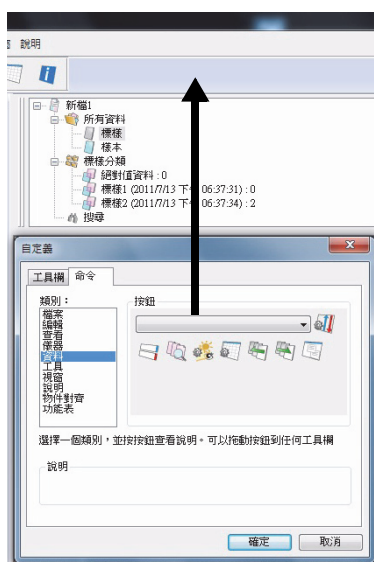 說明
新檔1
所有資料
標樣
樣本
標樣分類
絕對值資料 : 0
標樣1 (2011/7/13 下午 06:37:31) : 0
標樣2 (2011/7/13 下午 06:37:34) : 2
搜尋
自定義
工具欄 命令
類別：
檔案
編輯
查看
儀器
資料
工具
視窗
說明
物件對齊
功能表
按鈕
選擇一個類別，並按按鈕查看說明。可以拖動按鈕到任何工具欄
說明
確定 取消